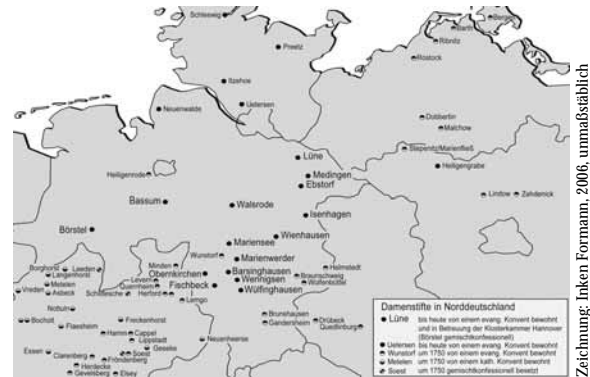 Schleswig
Preetz
Itzehoe
Uetersen
Neuenwalde
Barth
Bergen
Ribnitz
Rostock
Dobbertin
Malchow
Stepenitz/Marienfließ
Heiligengrabe
Lindow
Zehdenick
Lüne
Medingen
Ebstorf
Heiligenrode
Bassum
Walsrode
Isenhagen
Börstel
Wienhausen
Mariensee
Wunstorf
Marienwerder
Minden
Barsinghausen
Obernkirchen
Wennigsen
Fischbeck
Wülfinghausen
Helmstedt
Braunschweig
Wolfenbüttel
Borghorst
Leeden
Langenhorst
Levern
Quernheim
Vreden
Metelen
Asbeck
Schildesche
Herford
Lemgo
Nottuln
Bocholt
Freckenhorst
Flaesheim
Hamm
Cappel
Lippstadt
Neuenheerse
Geseke
Essen
Clarenberg
Soest
Fröndenberg
Herdecke
Gevelsberg
Elsey
Brunshausen
Gandersheim
Drübeck
Quedlinburg
Damenstifte in Norddeutschland
Lüne bis heute von einem evang. Konvent bewohnt
und in Betreuung der Klosterkammer Hannover
(Börstel gemischtkonfessionell)
Uetersen bis heute von einem evang. Konvent bewohnt
Wunstorf um 1750 von einem evang. Konvent bewohnt
Metelen um 1750 von einem kath. Konvent bewohnt
Soest um 1750 gemischtkonfessionell besetzt
Zeichnung: Inken Formann, 2006, unmaßstäblich